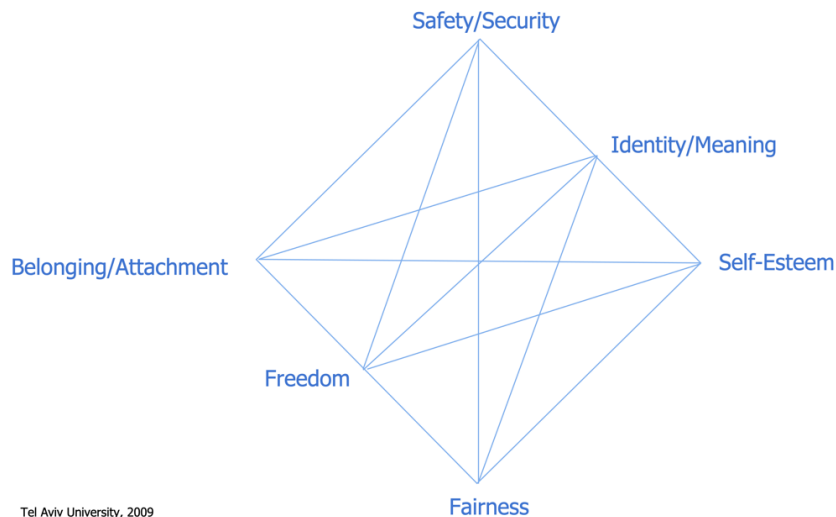 Safety/Security
Identity/Meaning
Belonging/Attachment
Self-Esteem
Freedom
Fairness
Tel Aviv University, 2009